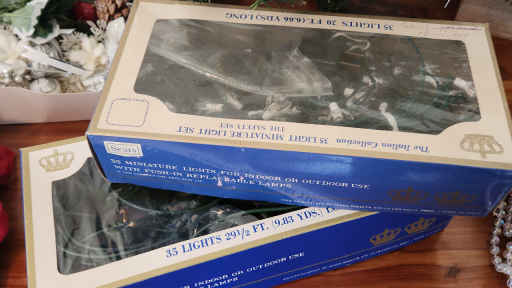 35 LIGHTS 20 FT. (6.66 YDS.) LONG
The Italian Collection 35 LIGHT MINIATURE LIGHT SET
THE SAFETY SET
Sears
35 MINIATURE LIGHTS FOR INDOOR OR OUTDOOR USE
WITH PUSH-IN REPLACEABLE LAMPS
35 LIGHTS 29½ FT. (9.83 YDS.)
FOR INDOOR OR OUTDOOR USE
LAMPS